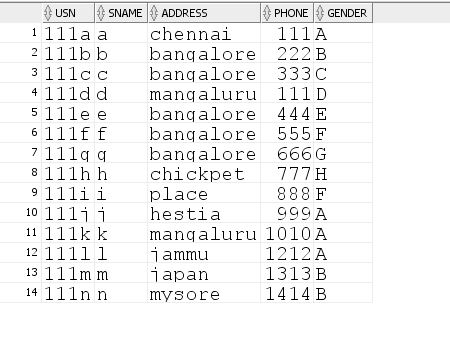 USN SNAME ADDRESS PHONE GENDER
1 111a a chennai 111 A
2 111b b bangalore 222 B
3 111c c bangalore 333 C
4 111d d mangaluru 111 D
5 111e e bangalore 444 E
6 111f f bangalore 555 F
7 111g g bangalore 666 G
8 111h h chickpet 777 H
9 111i i place 888 F
10 111j j hestia 999 A
11 111k k mangaluru 1010 A
12 111l l jammu 1212 A
13 111m m japan 1313 B
14 111n n mysore 1414 B